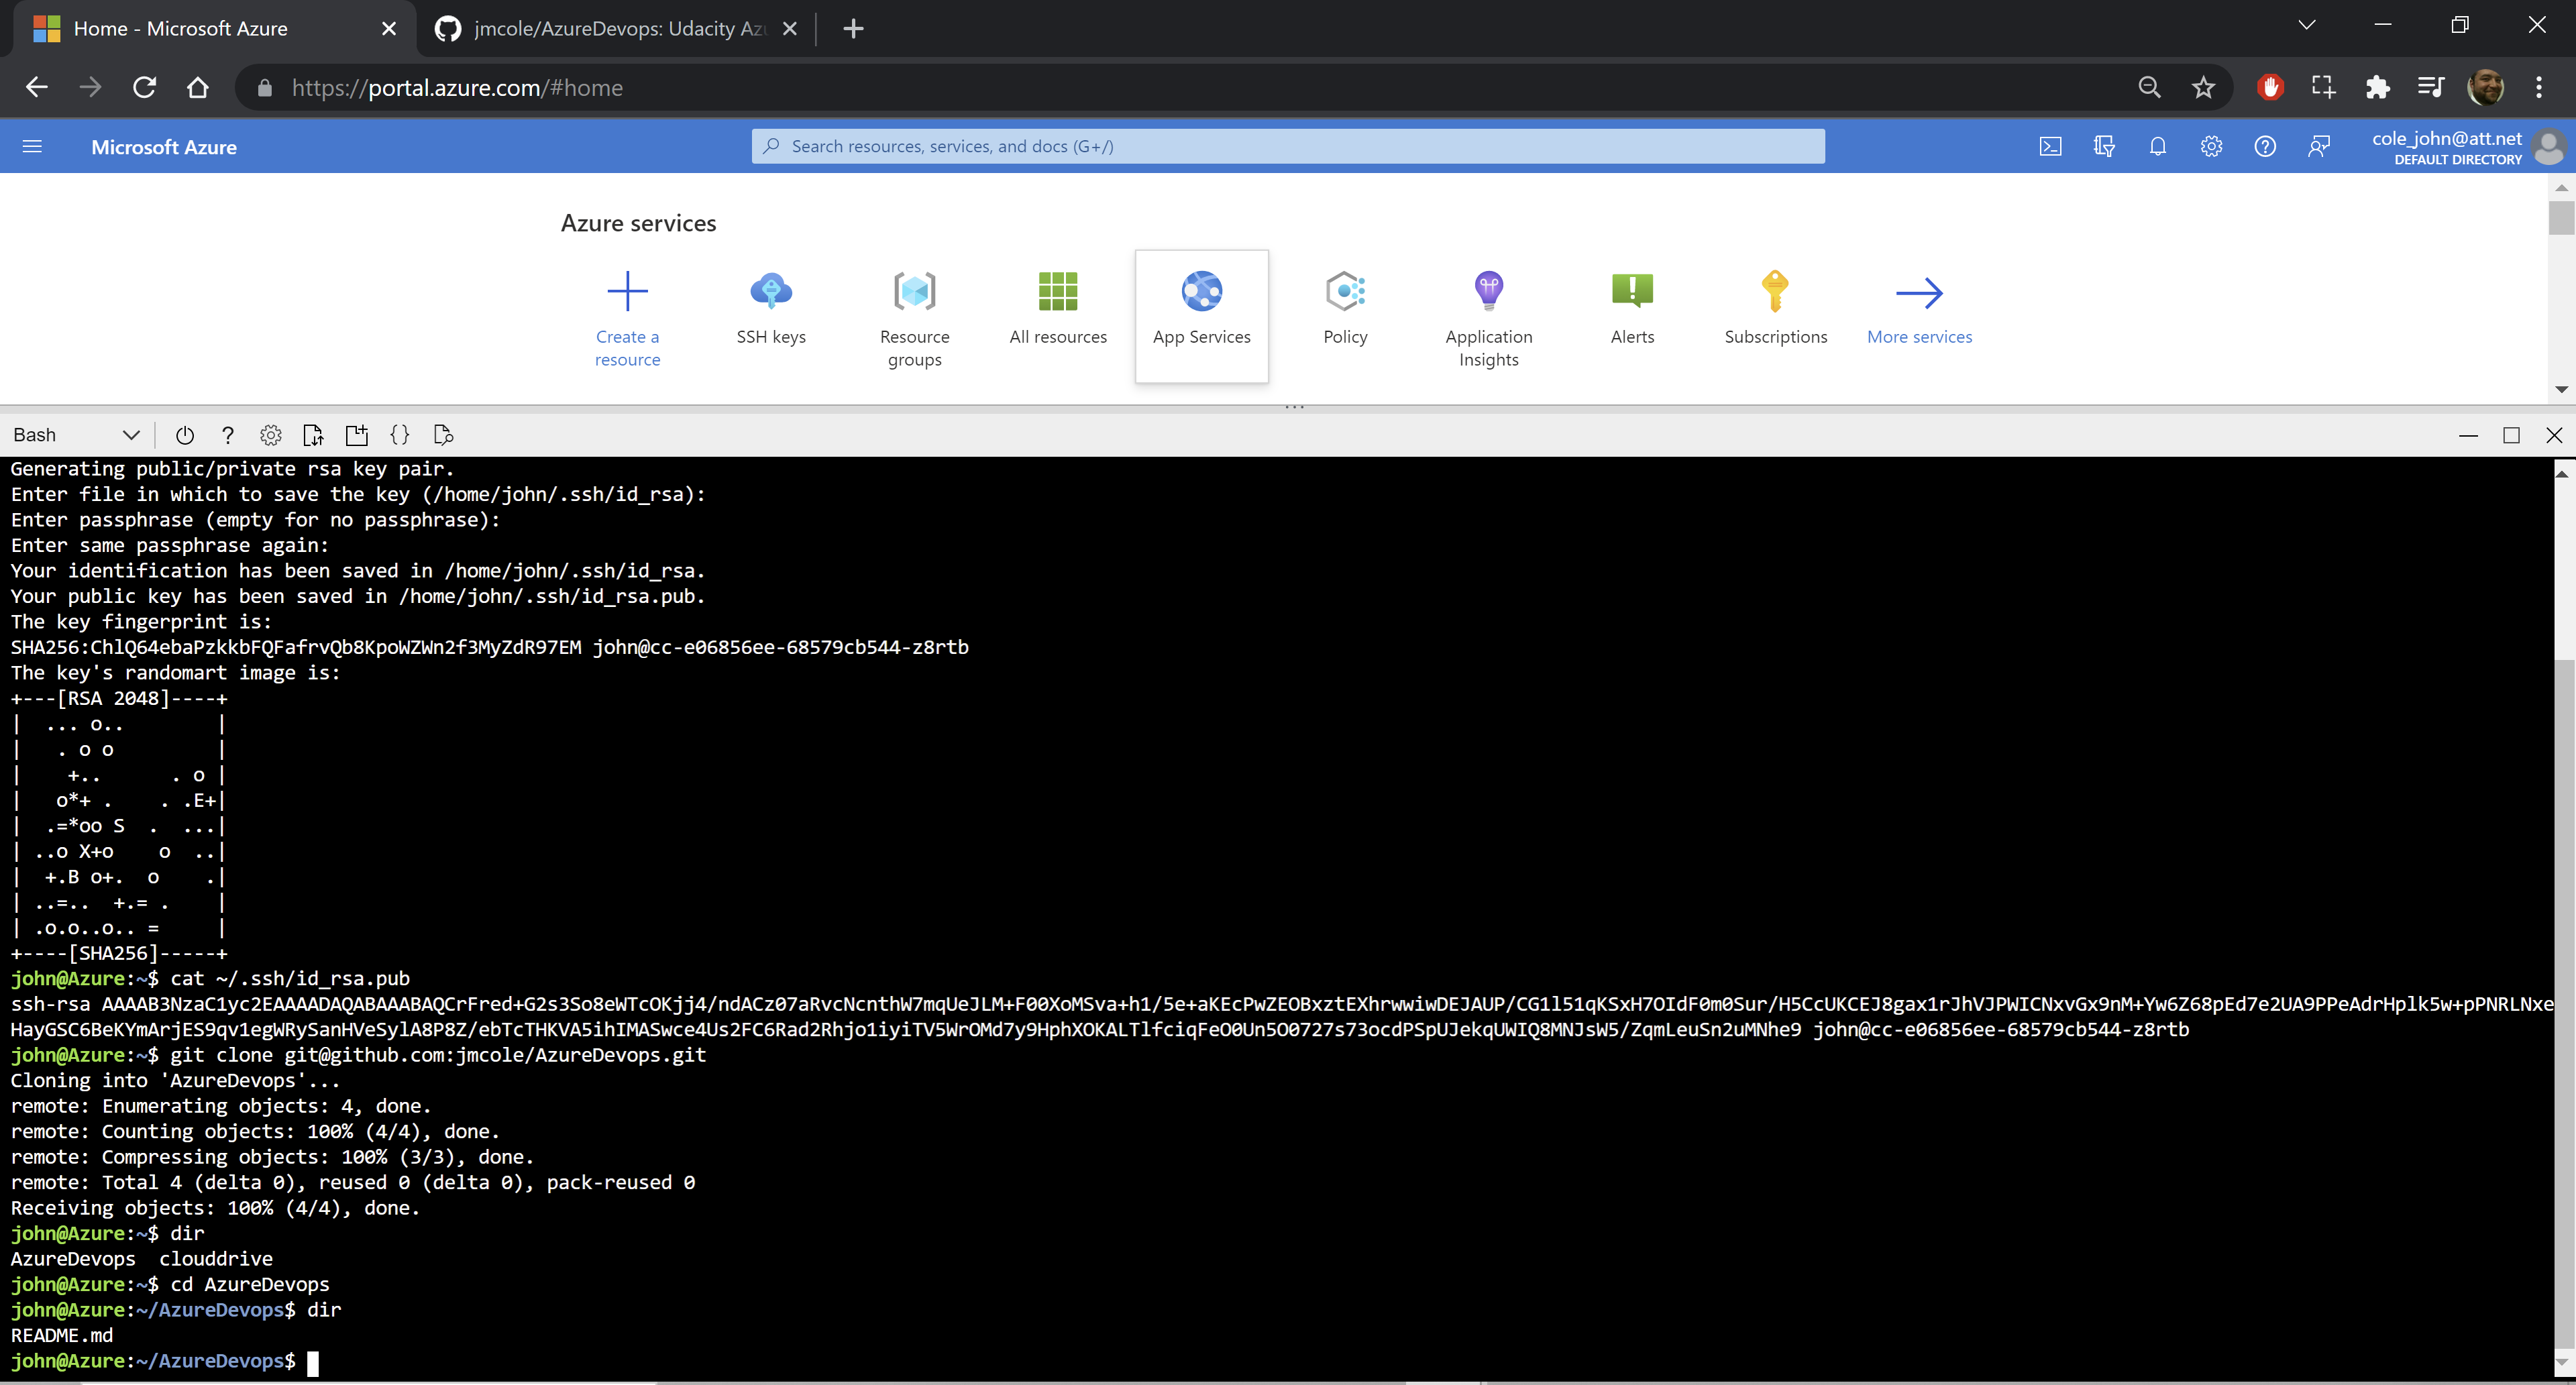 Home - Microsoft Azure
jmcole/AzureDevops: Udacity Az
https://portal.azure.com/#home
Microsoft Azure
Search resources, services, and docs (G+/)
cole_john@att.net
DEFAULT DIRECTORY
Azure services
Create a resource
SSH keys
Resource groups
All resources
App Services
Policy
Application Insights
Alerts
Subscriptions
More services
Bash
Generating public/private rsa key pair.
Enter file in which to save the key (/home/john/.ssh/id_rsa):
Enter passphrase (empty for no passphrase):
Enter same passphrase again:
Your identification has been saved in /home/john/.ssh/id_rsa.
Your public key has been saved in /home/john/.ssh/id_rsa.pub.
The key fingerprint is:
SHA256:ChlQ64ebaPzkkbFQFafrvQb8KpoWZWn2f3MyZdR97EM john@cc-e06856ee-68579cb544-z8rtb
The key's randomart image is:
+---[RSA 2048]----+
|  ... o..        |
|   . o o         |
|    +..      . o |
|   o*+ .    . .E+|
|  .=*oo S  .  ...|
| ..o X+o    o  ..|
|  +.B o+.  o    .|
| ..=..  +.= .    |
| .o.o..o.. =     |
+----[SHA256]-----+
john@Azure:~$ cat ~/.ssh/id_rsa.pub
ssh-rsa AAAAB3NzaC1yc2EAAAADAQABAAABAQCrFred+G2s3So8eWTcOKjj4/ndACz07aRvcNcnthW7mqUeJLM+F00XoMSva+h1/5e+aKEcPwZEOBxztEXhrwwiwDEJAUP/CG1l51qKSxH7OIdF0m0Sur/H5CcUKCEJ8gax1rJhVJPWICNxvGx9nM+Yw6Z68pEd7e2UA9PPeAdrHplk5w+pPNRLNxe
HayGSC6BeKYmArjES9qv1egWRySanHVeSylA8P8Z/ebTcTHKVA5ihIMASwce4Us2FC6Rad2Rhjo1iyiTV5WrOMd7y9HphXOKALTlfciqFeO0Un5O0727s73ocdPSpUJekqUWIQ8MNJsW5/ZqmLeuSn2uMNhe9 john@cc-e06856ee-68579cb544-z8rtb
john@Azure:~$ git clone git@github.com:jmcole/AzureDevops.git
Cloning into 'AzureDevops'...
remote: Enumerating objects: 4, done.
remote: Counting objects: 100% (4/4), done.
remote: Compressing objects: 100% (3/3), done.
remote: Total 4 (delta 0), reused 0 (delta 0), pack-reused 0
Receiving objects: 100% (4/4), done.
john@Azure:~$ dir
AzureDevops  clouddrive
john@Azure:~$ cd AzureDevops
john@Azure:~/AzureDevops$ dir
README.md
john@Azure:~/AzureDevops$